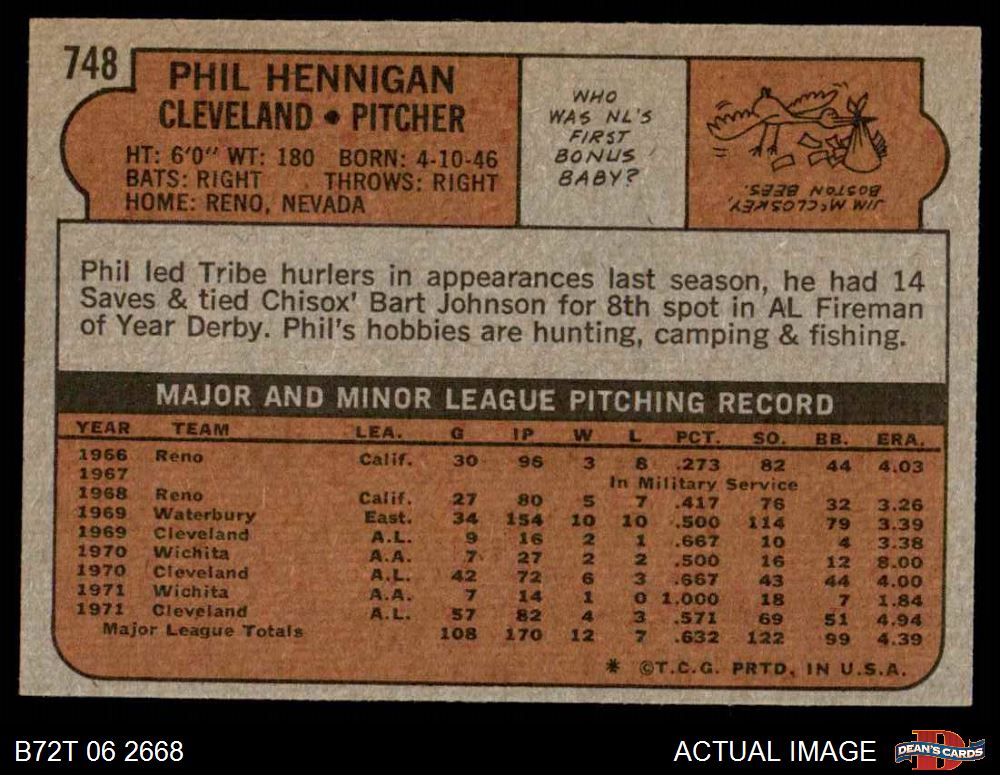 748
PHIL HENNIGAN
CLEVELAND • PITCHER
HT: 6'0" WT: 180 BORN: 4-10-46
BATS: RIGHT THROWS: RIGHT
HOME: RENO, NEVADA
WHO
WAS NL'S
FIRST
BONUS
BABY?
JIM McCLOSKEY,
BOSTON BEES.
Phil led Tribe hurlers in appearances last season, he had 14
Saves & tied Chisox' Bart Johnson for 8th spot in AL Fireman
of Year Derby. Phil's hobbies are hunting, camping & fishing.
MAJOR AND MINOR LEAGUE PITCHING RECORD
YEAR TEAM LEA. G IP W L PCT. SO. BB. ERA.
1966 Reno Calif. 30 96 3 8 .273 82 44 4.03
1967 In Military Service
1968 Reno Calif. 27 80 5 7 .417 76 32 3.26
1969 Waterbury East. 34 154 10 10 .500 114 79 3.39
1969 Cleveland A.L. 9 16 2 1 .667 10 4 3.38
1970 Wichita A.A. 7 27 2 2 .500 16 12 8.00
1970 Cleveland A.L. 42 72 6 3 .667 43 44 4.00
1971 Wichita A.A. 7 14 1 0 1.000 18 7 1.84
1971 Cleveland A.L. 57 82 4 3 .571 69 51 4.94
Major League Totals 108 170 12 7 .632 122 99 4.39
* ©T.C.G. PRTD. IN U.S.A.
B72T 06 2668
ACTUAL IMAGE
D
DEAN'S CARDS